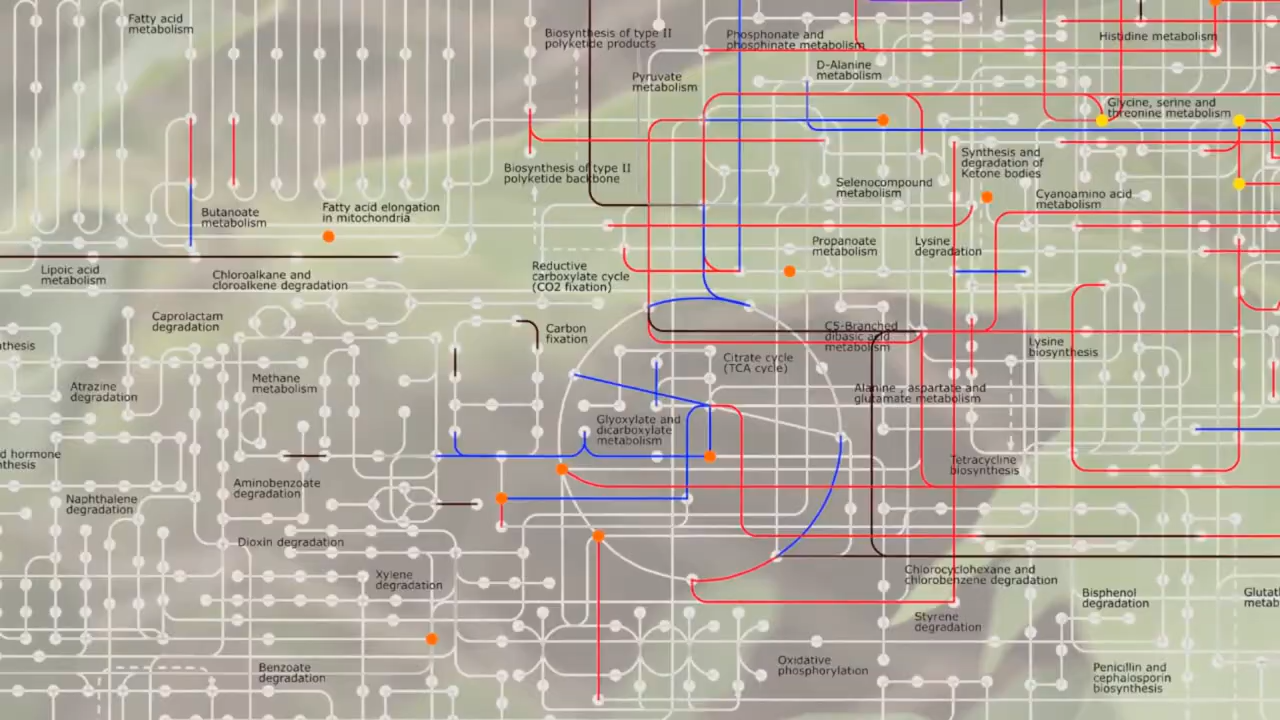 Fatty acid
metabolism
Biosynthesis of type II
polyketide products
Phosphonate and
phosphinate metabolism
Histidine metabolism
Pyruvate
metabolism
D-Alanine
metabolism
Glycine, serine and
threonine metabolism
Biosynthesis of type II
polyketide backbone
Synthesis and
degradation of
Ketone bodies
Selenocompound
metabolism
Cyanoamino acid
metabolism
Butanoate
metabolism
Fatty acid elongation
in mitochondria
Propanoate
metabolism
Lysine
degradation
Lipoic acid
metabolism
Chloroalkane and
cloroalkene degradation
Reductive
carboxylate cycle
(CO2 fixation)
Caprolactam
degradation
Carbon
fixation
C5-Branched
dibasic acid
metabolism
Lysine
biosynthesis
thesis
Citrate cycle
(TCA cycle)
Atrazine
degradation
Methane
metabolism
Alanine , aspartate and
glutamate metabolism
Glyoxylate and
dicarboxylate
metabolism
d hormone
nthesis
Tetracycline
biosynthesis
Aminobenzoate
degradation
Naphthalene
degradation
Dioxin degradation
Xylene
degradation
Chlorocyclohexane and
chlorobenzene degradation
Bisphenol
degradation
Glutat
metab
Styrene
degradation
Benzoate
degradation
Oxidative
phosphorylation
Penicillin and
cephalosporin
biosynthesis